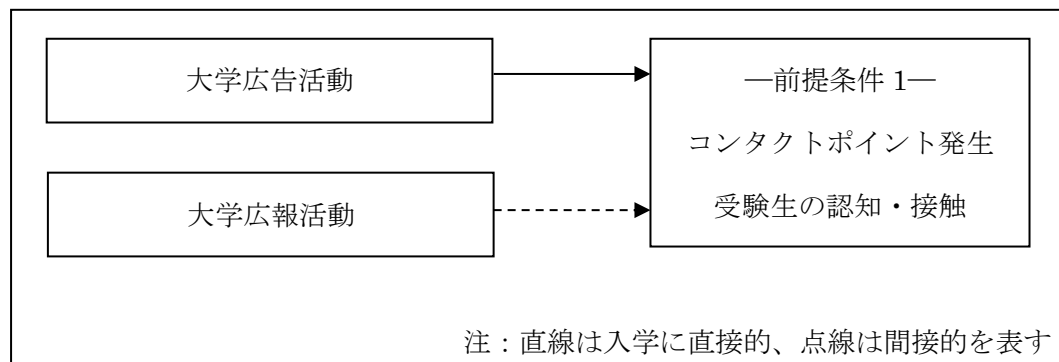 大学広告活動
大学広報活動
―前提条件 1―
コンタクトポイント発生
受験生の認知・接触
注：直線は入学に直接的、点線は間接的を表す